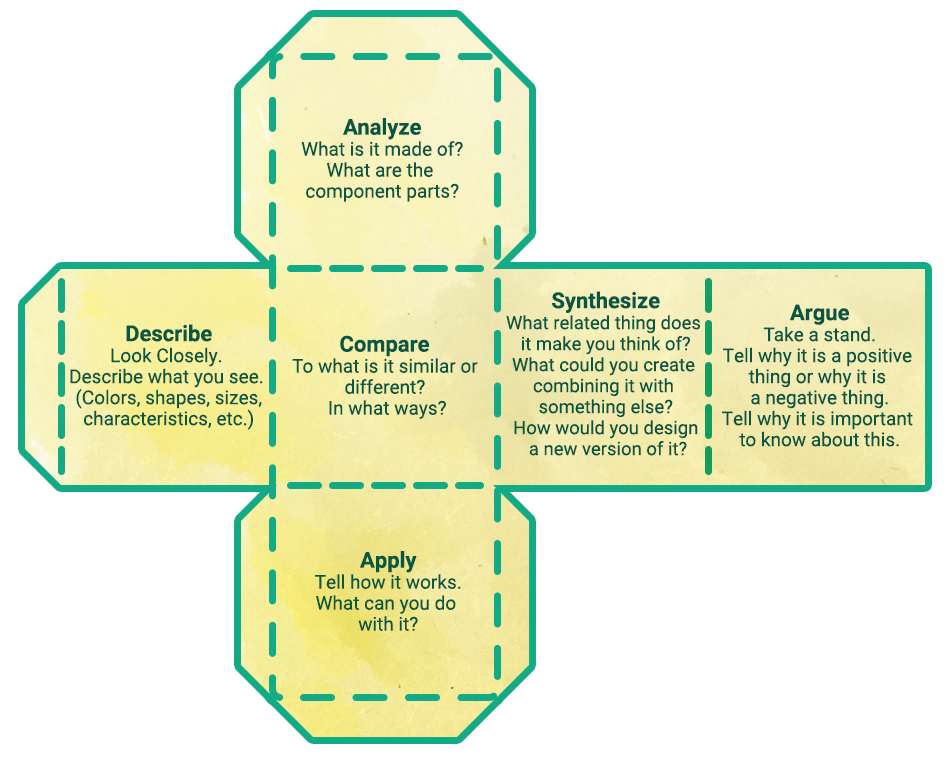 Analyze
What is it made of?
What are the
component parts?
Describe
Look Closely.
Describe what you see.
(Colors, shapes, sizes,
characteristics, etc.)
Compare
To what is it similar or
different?
In what ways?
Synthesize
What related thing does
it make you think of?
What could you create
combining it with
something else?
How would you design
a new version of it?
Argue
Take a stand.
Tell why it is a positive
thing or why it is
a negative thing.
Tell why it is important
to know about this.
Apply
Tell how it works.
What can you do
with it?